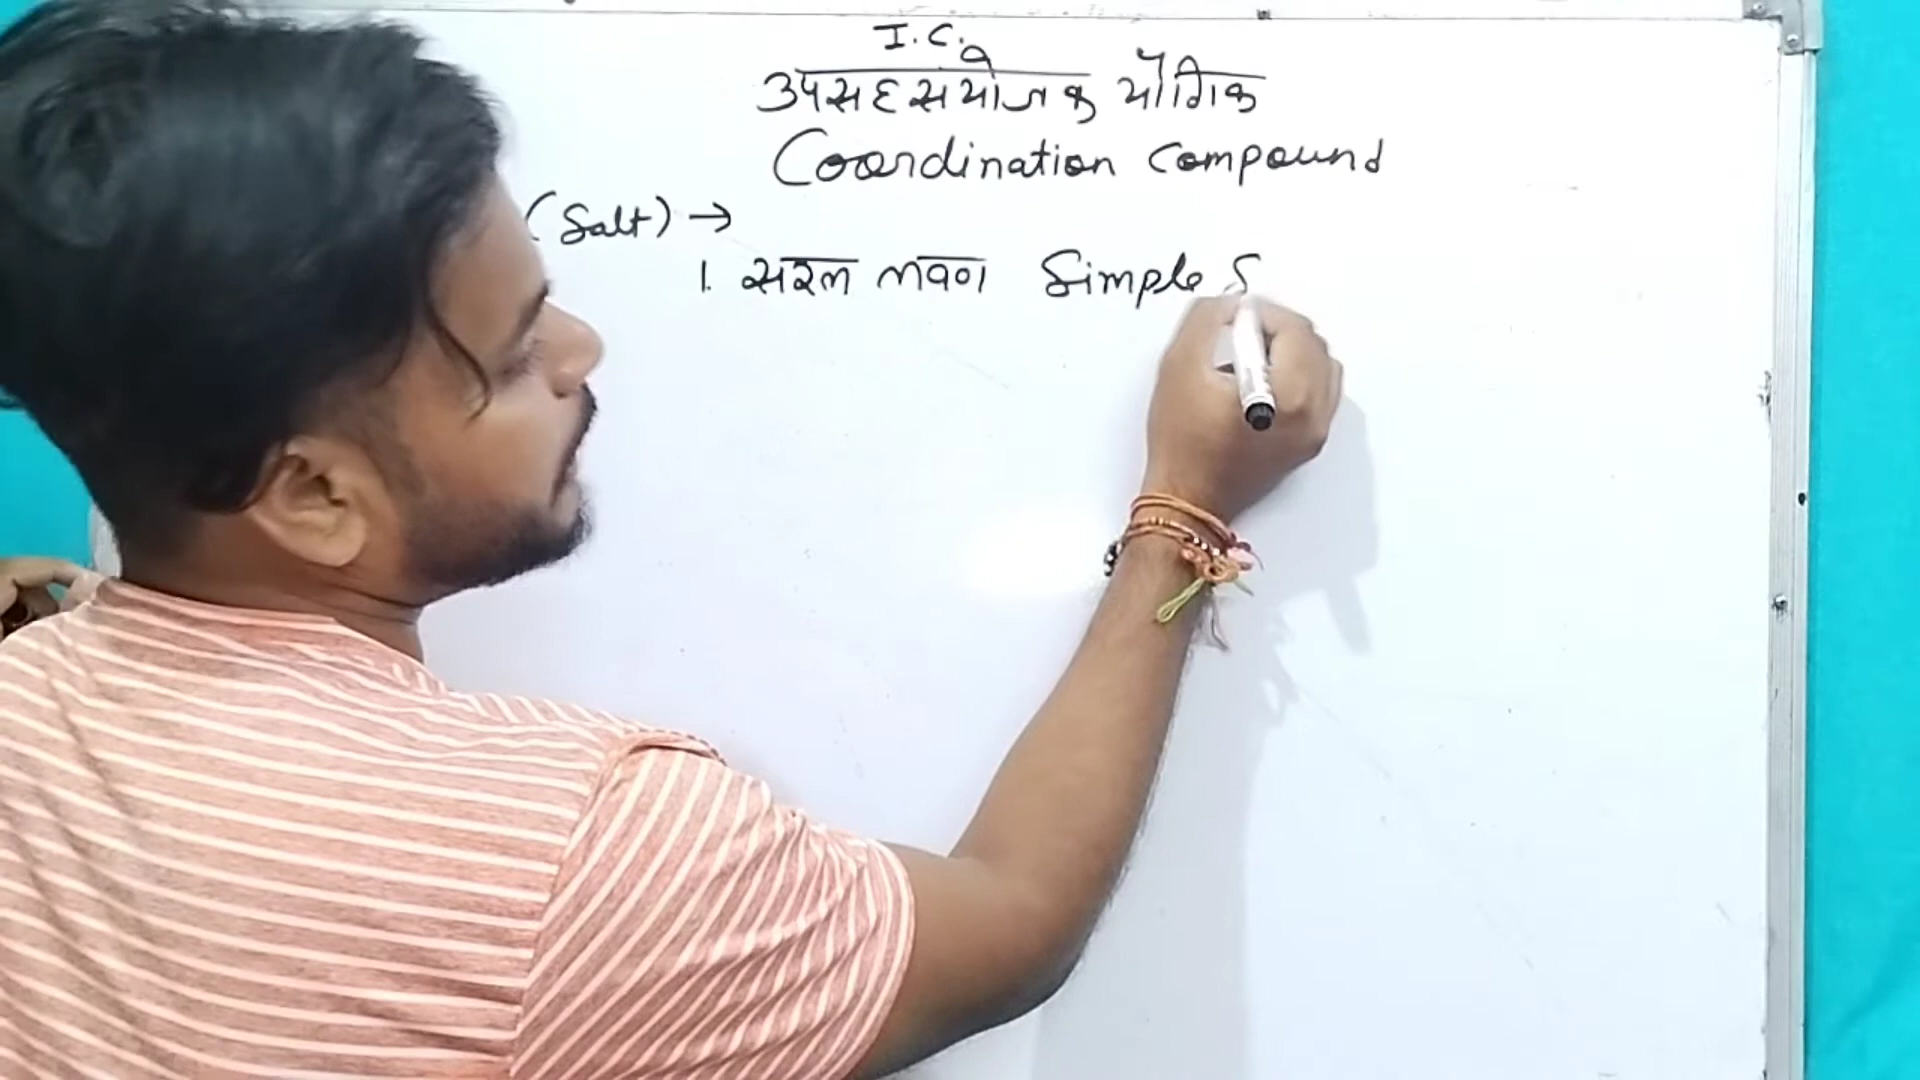 I.C.
उपसहसंयोजक यौगिक
Coordination Compound
(Salt) →
1. सरल लवण Simple S